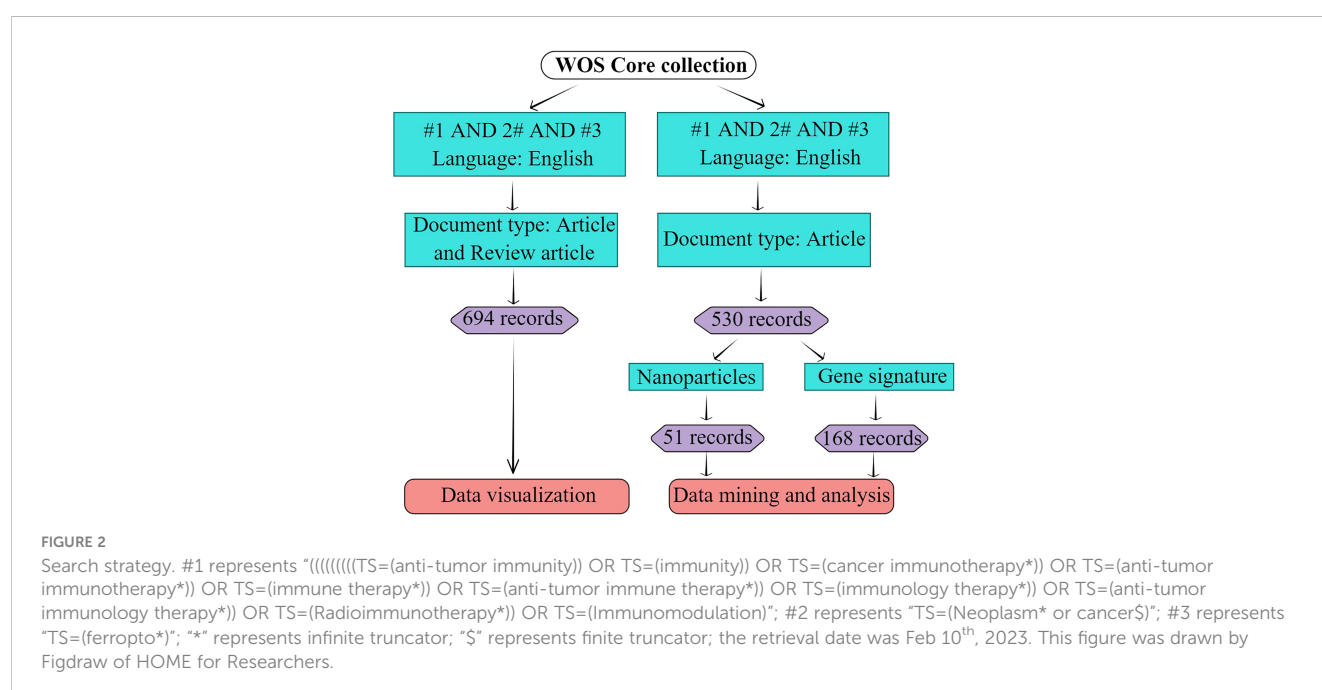 WOS Core collection
#1 AND 2# AND #3
Language: English
#1 AND 2# AND #3
Language: English
Document type: Article
and Review article
Document type: Article
694 records
530 records
Nanoparticles
Gene signature
51 records
168 records
Data visualization
Data mining and analysis
FIGURE 2
Search strategy. #1 represents “(((((((((TS=(anti-tumor immunity)) OR TS=(immunity)) OR TS=(cancer immunotherapy*)) OR TS=(anti-tumor
immunotherapy*)) OR TS=(immune therapy*)) OR TS=(anti-tumor immune therapy*)) OR TS=(immunology therapy*)) OR TS=(anti-tumor
immunology therapy*)) OR TS=(Radioimmunotherapy*)) OR TS=(Immunomodulation)”; #2 represents “TS=(Neoplasm* or cancer$)”; #3 represents
“TS=(ferropto*)”; “*” represents infinite truncator; “$” represents finite truncator; the retrieval date was Feb 10th, 2023. This figure was drawn by
Figdraw of HOME for Researchers.